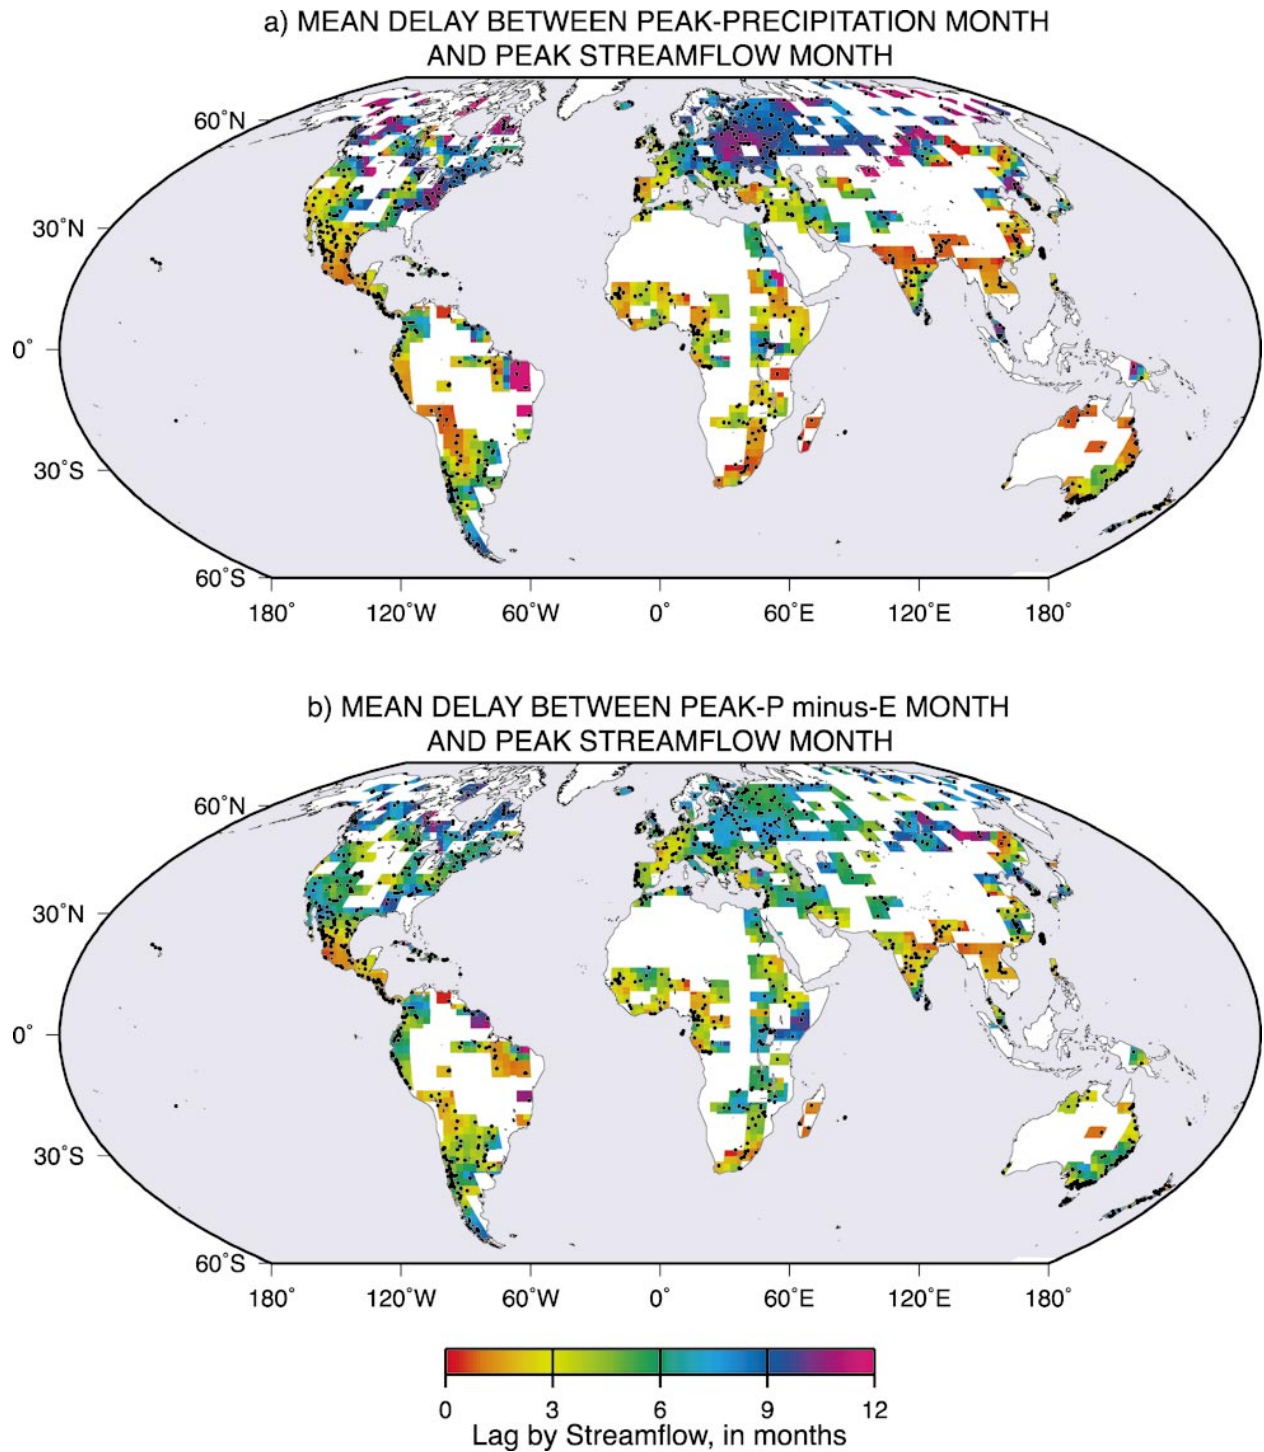 a) MEAN DELAY BETWEEN PEAK-PRECIPITATION MONTH
AND PEAK STREAMFLOW MONTH
60˚N
30˚N
0˚
30˚S
60˚S
180˚ 120˚W 60˚W 0˚ 60˚E 120˚E 180˚
b) MEAN DELAY BETWEEN PEAK-P minus-E MONTH
AND PEAK STREAMFLOW MONTH
60˚N
30˚N
0˚
30˚S
60˚S
180˚ 120˚W 60˚W 0˚ 60˚E 120˚E 180˚
0 3 6 9 12
Lag by Streamflow, in months